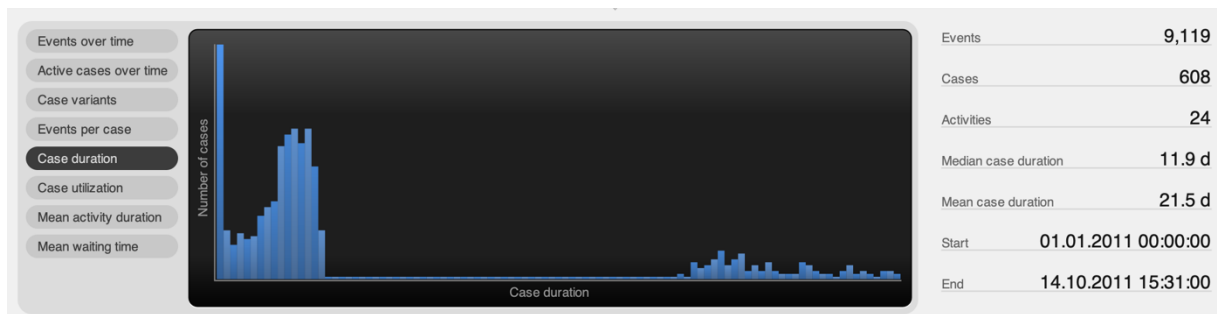 Events over time
Active cases over time
Case variants
Events per case
Case duration
Case utilization
Mean activity duration
Mean waiting time
Number of cases
Case duration
Events 9,119
Cases 608
Activities 24
Median case duration 11.9 d
Mean case duration 21.5 d
Start 01.01.2011 00:00:00
End 14.10.2011 15:31:00